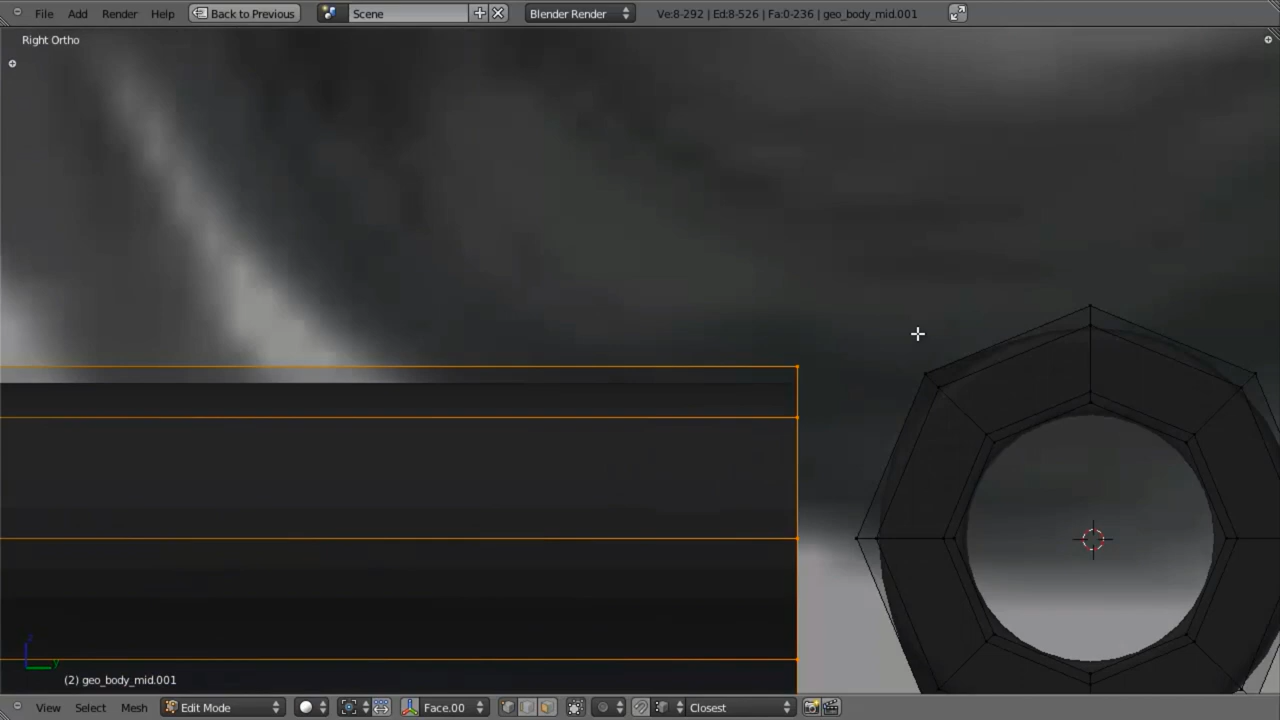 File Add Render Help Back to Previous Scene Blender Render Ve:8-292 | Ed:8-526 | Fa:0-236 | geo_body_mid.001
Right Ortho
z
y
(2) geo_body_mid.001
View Select Mesh Edit Mode Face.00 Closest